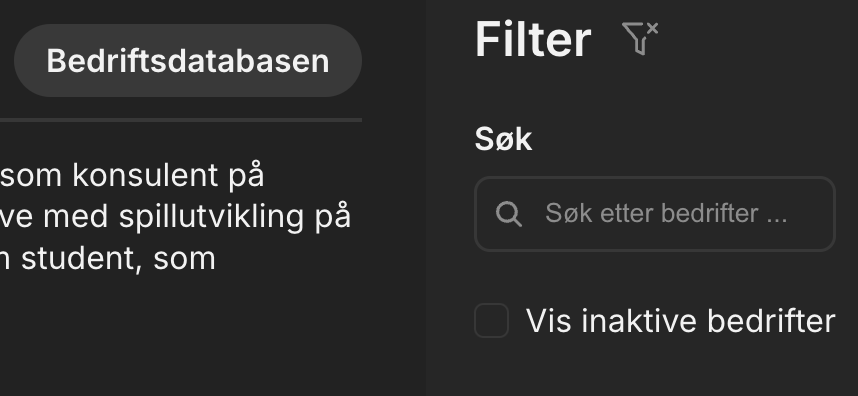 Bedriftsdatabasen
som konsulent på
ve med spillutvikling på
student, som
Filter
Søk
Søk etter bedrifter ...
Vis inaktive bedrifter